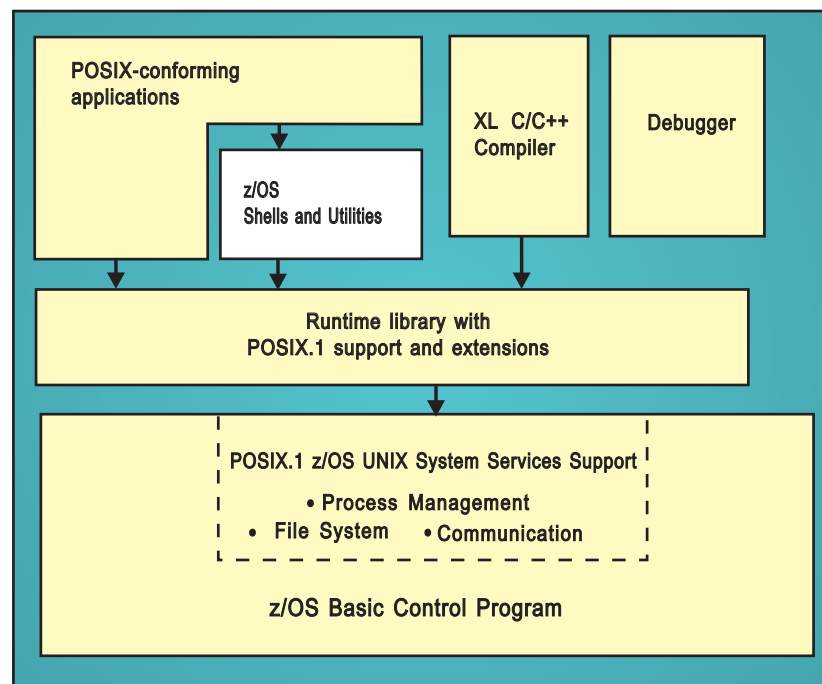 POSIX-conforming
applications
XL C/C++
Compiler
Debugger
z/OS
Shells and Utilities
Runtime library with
POSIX.1 support and extensions
POSIX.1 z/OS UNIX System Services Support
• Process Management
• File System • Communication
z/OS Basic Control Program